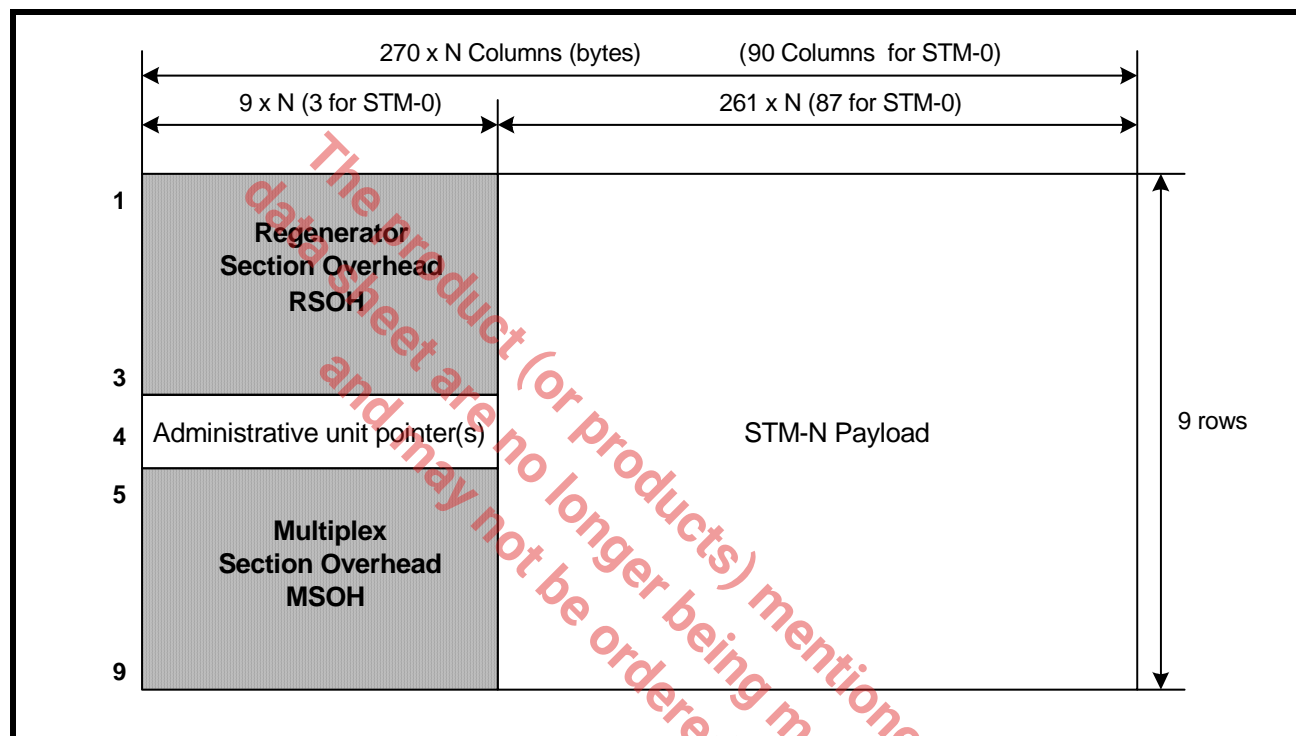 270 x N Columns (bytes) (90 Columns for STM-0)
9 x N (3 for STM-0) 261 x N (87 for STM-0)
1
Regenerator
Section Overhead
RSOH
3
4 Administrative unit pointer(s) STM-N Payload 9 rows
5
Multiplex
Section Overhead
MSOH
9
The product (or products) mentione
data sheet are no longer being m
and may not be ordere